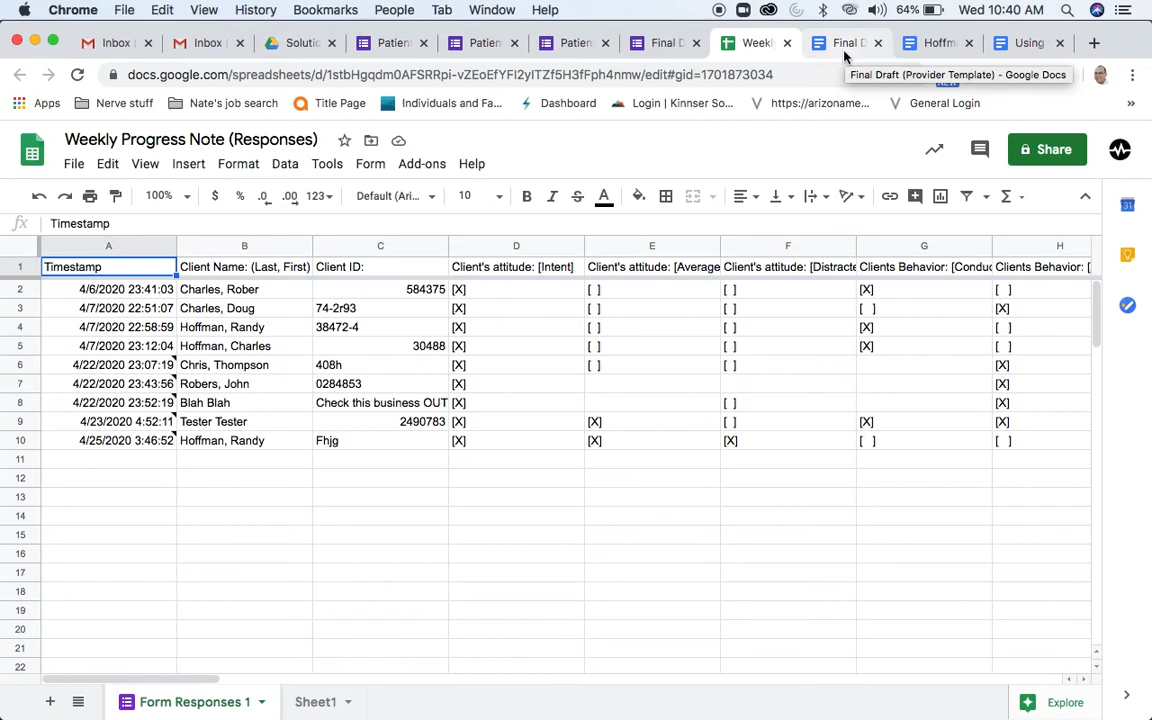 Chrome File Edit View History Bookmarks People Tab Window Help 64% Wed 10:40 AM
Inbox ( Inbox ( Solutio Patien Patien Patien Final D Weekl Final D Hoffm Using
docs.google.com/spreadsheets/d/1stbHgqdm0AFSRRpi-vZEoEfYFI2yITZf5H3fFph4nmw/edit#gid=1701873034
Final Draft (Provider Template) - Google Docs
Apps Nate's job search Title Page Individuals and Fa... Dashboard Login | Kinnser So... https://arizoname... General Login »
NEW
Weekly Progress Note (Responses)
File Edit View Insert Format Data Tools Form Add-ons Help
Share
100% $ % .0 .00 123 Default (Ari... 10 B I S A
fx Timestamp
A B C D E F G H
1 Timestamp Client Name: (Last, First) Client ID: Client's attitude: [Intent] Client's attitude: [Average Client's attitude: [Distracte Clients Behavior: [Conduc Clients Behavior: [
2 4/6/2020 23:41:03 Charles, Rober 584375 [X] [ ] [ ] [X] [ ]
3 4/7/2020 22:51:07 Charles, Doug 74-2r93 [X] [ ] [ ] [ ] [X]
4 4/7/2020 22:58:59 Hoffman, Randy 38472-4 [X] [ ] [ ] [X] [ ]
5 4/7/2020 23:12:04 Hoffman, Charles 30488 [X] [ ] [ ] [X] [ ]
6 4/22/2020 23:07:19 Chris, Thompson 408h [X] [ ] [ ] [X]
7 4/22/2020 23:43:56 Robers, John 0284853 [X] [X]
8 4/22/2020 23:52:19 Blah Blah Check this business OUT [X] [ ] [X]
9 4/23/2020 4:52:11 Tester Tester 2490783 [X] [X] [ ] [X] [X]
10 4/25/2020 3:46:52 Hoffman, Randy Fhjg [X] [X] [X] [ ] [ ]
11
12
13
14
15
16
17
18
19
20
21
22
Form Responses 1 Sheet1 Explore